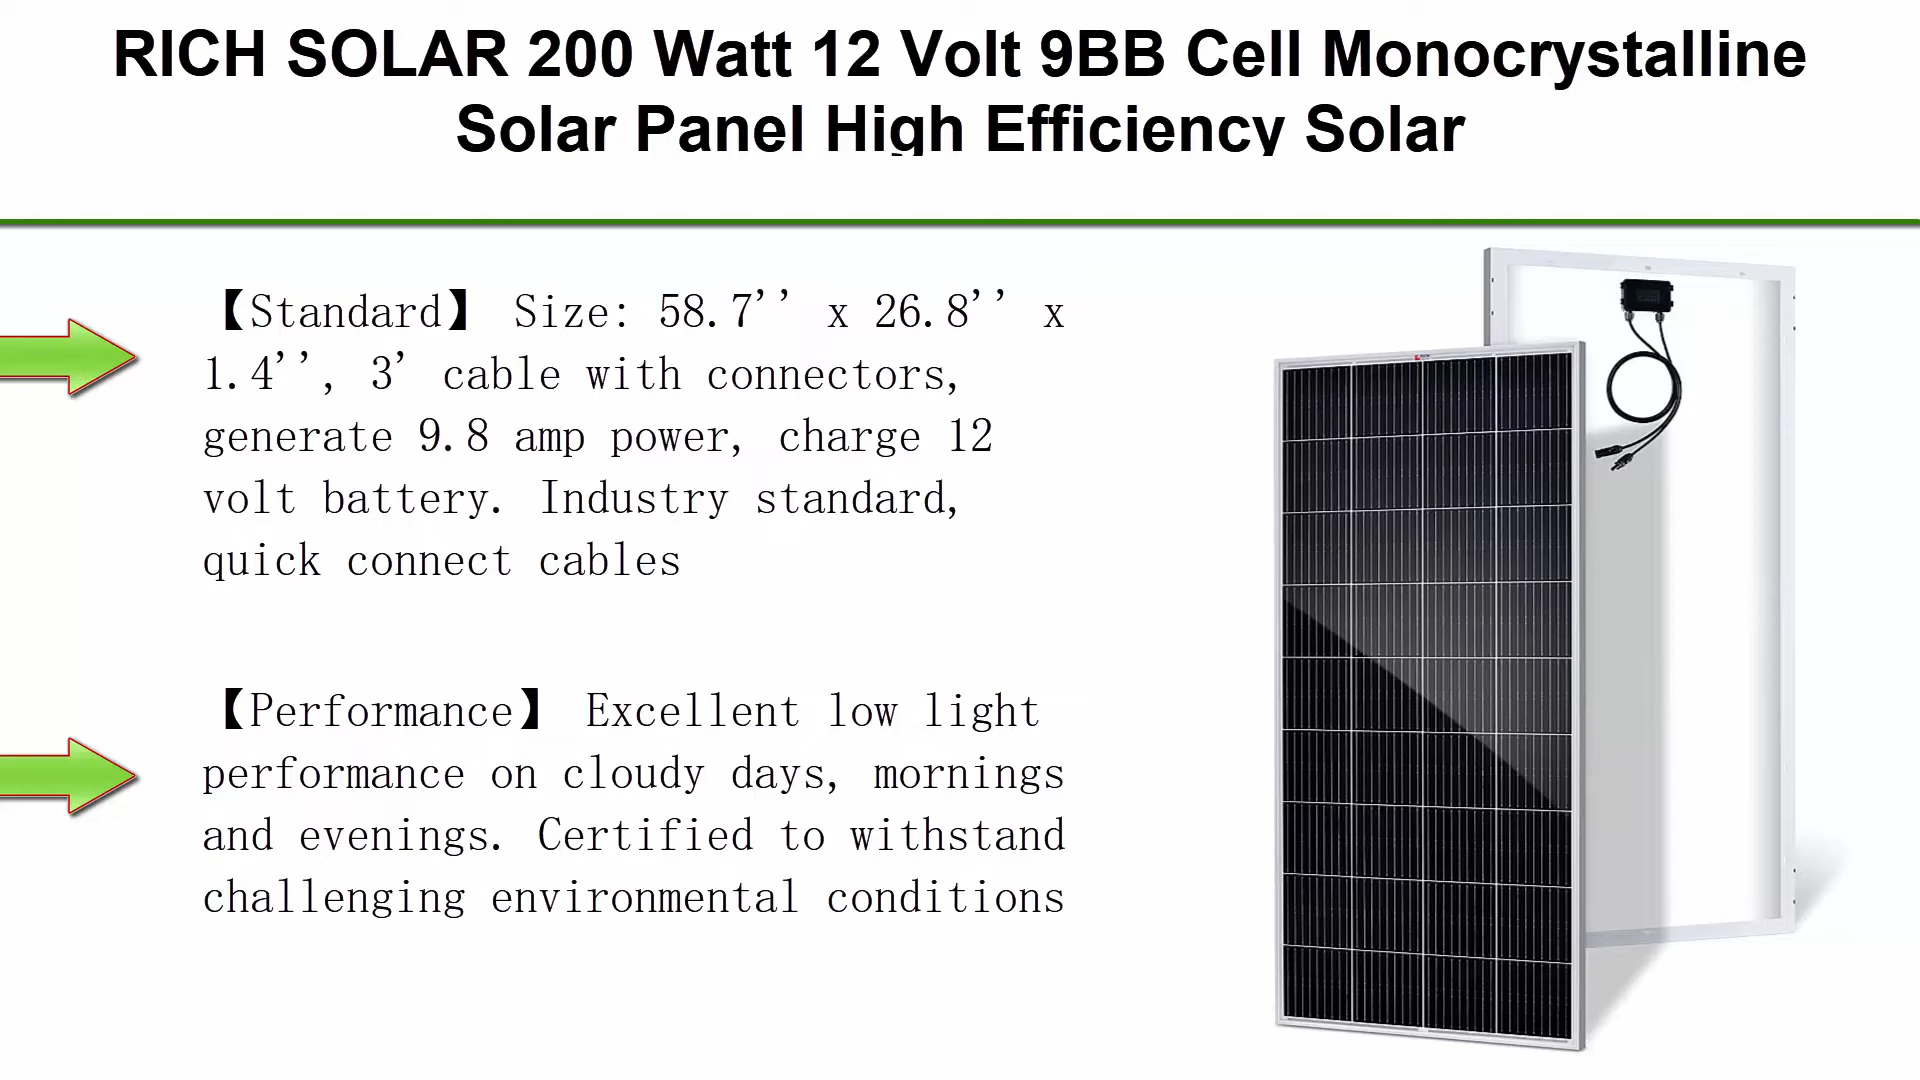 RICH SOLAR 200 Watt 12 Volt 9BB Cell Monocrystalline
Solar Panel High Efficiency Solar
【Standard】 Size: 58.7'' x 26.8'' x
1.4'', 3' cable with connectors,
generate 9.8 amp power, charge 12
volt battery. Industry standard,
quick connect cables
【Performance】 Excellent low light
performance on cloudy days, mornings
and evenings. Certified to withstand
challenging environmental conditions